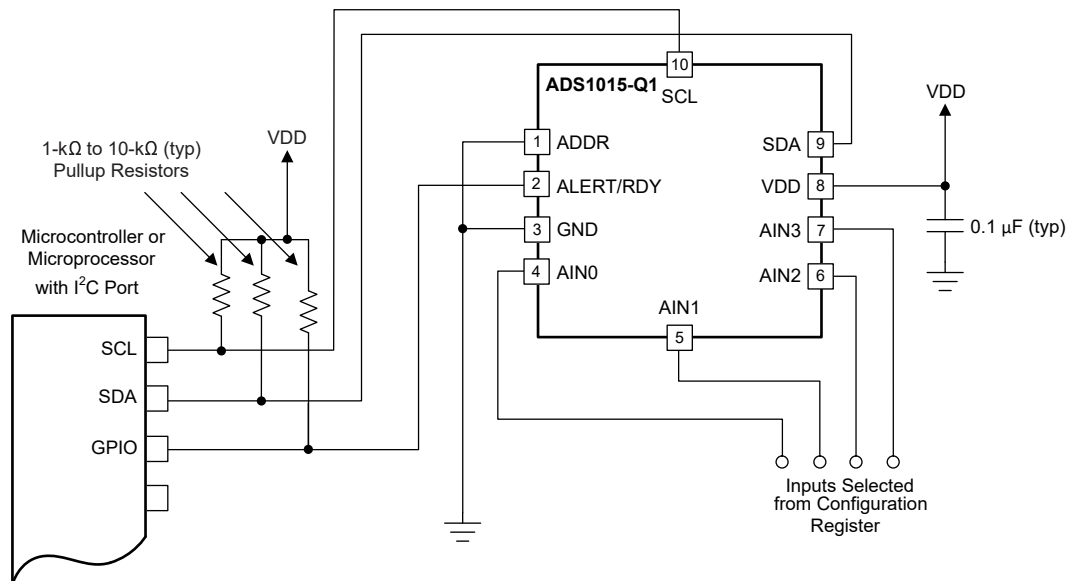 ADS1015-Q1
10
SCL
1
ADDR
2
ALERT/RDY
3
GND
4
AIN0
AIN1
5
SDA
9
VDD
8
AIN3
7
AIN2
6
VDD
0.1 µF (typ)
1-kΩ to 10-kΩ (typ)
Pullup Resistors
VDD
Microcontroller or
Microprocessor
with I²C Port
SCL
SDA
GPIO
Inputs Selected
from Configuration
Register